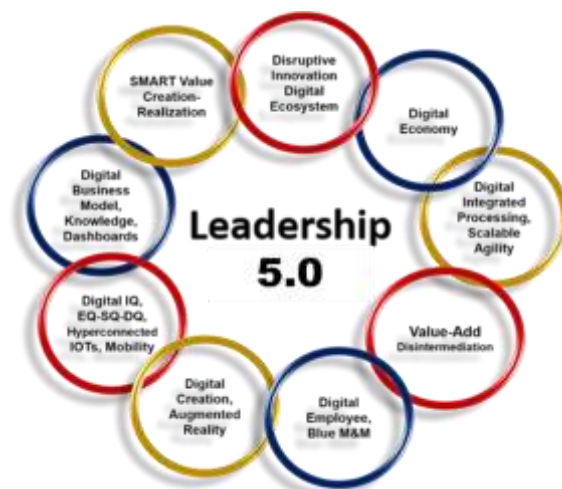 Leadership
5.0
Disruptive
Innovation
Digital
Ecosystem
Digital
Economy
Digital
Integrated
Processing,
Scalable
Agility
Value-Add
Disintermediation
Digital
Employee,
Blue M&M
Digital
Creation,
Augmented
Reality
Digital IQ,
EQ-SQ-DQ,
Hyperconnected
IOTs, Mobility
Digital
Business
Model,
Knowledge,
Dashboards
SMART Value
Creation-
Realization